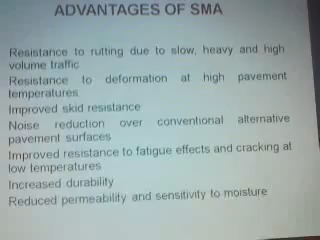 ADVANTAGES OF SMA
Resistance to rutting due to slow, heavy and high
volume traffic
Resistance to deformation at high pavement
temperatures
Improved skid resistance
Noise reduction over conventional alternative
pavement surfaces
Improved resistance to fatigue effects and cracking at
low temperatures
Increased durability
Reduced permeability and sensitivity to moisture